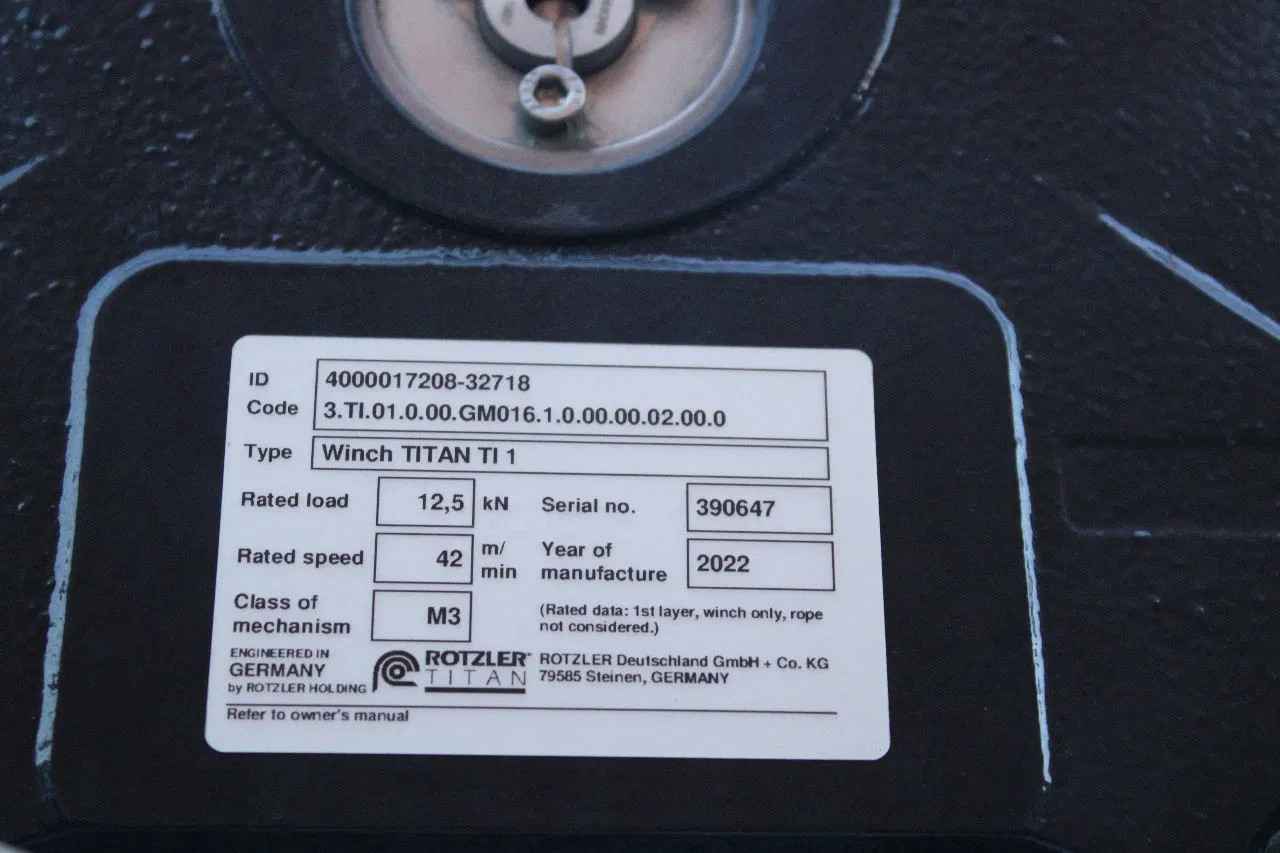 ID 4000017208-32718
Code 3.TI.01.0.00.GM016.1.0.00.00.02.00.0
Type Winch TITAN TI 1
Rated load 12,5 kN Serial no. 390647
Rated speed 42 m/min Year of manufacture 2022
Class of mechanism M3
(Rated data: 1st layer, winch only, rope
not considered.)
ENGINEERED IN
GERMANY
by ROTZLER HOLDING
ROTZLER
TITAN
ROTZLER Deutschland GmbH + Co. KG
79585 Steinen, GERMANY
Refer to owner's manual